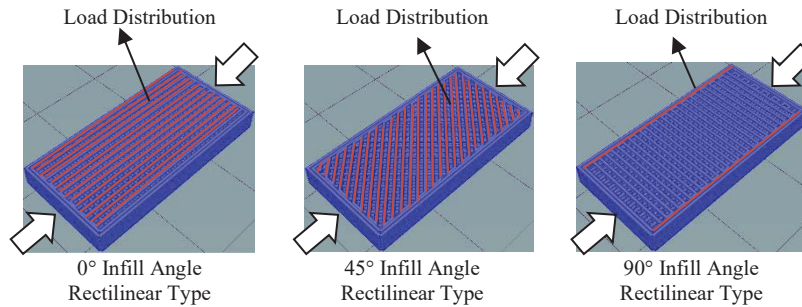 Load Distribution
Load Distribution
Load Distribution
0° Infill Angle
Rectilinear Type
45° Infill Angle
Rectilinear Type
90° Infill Angle
Rectilinear Type